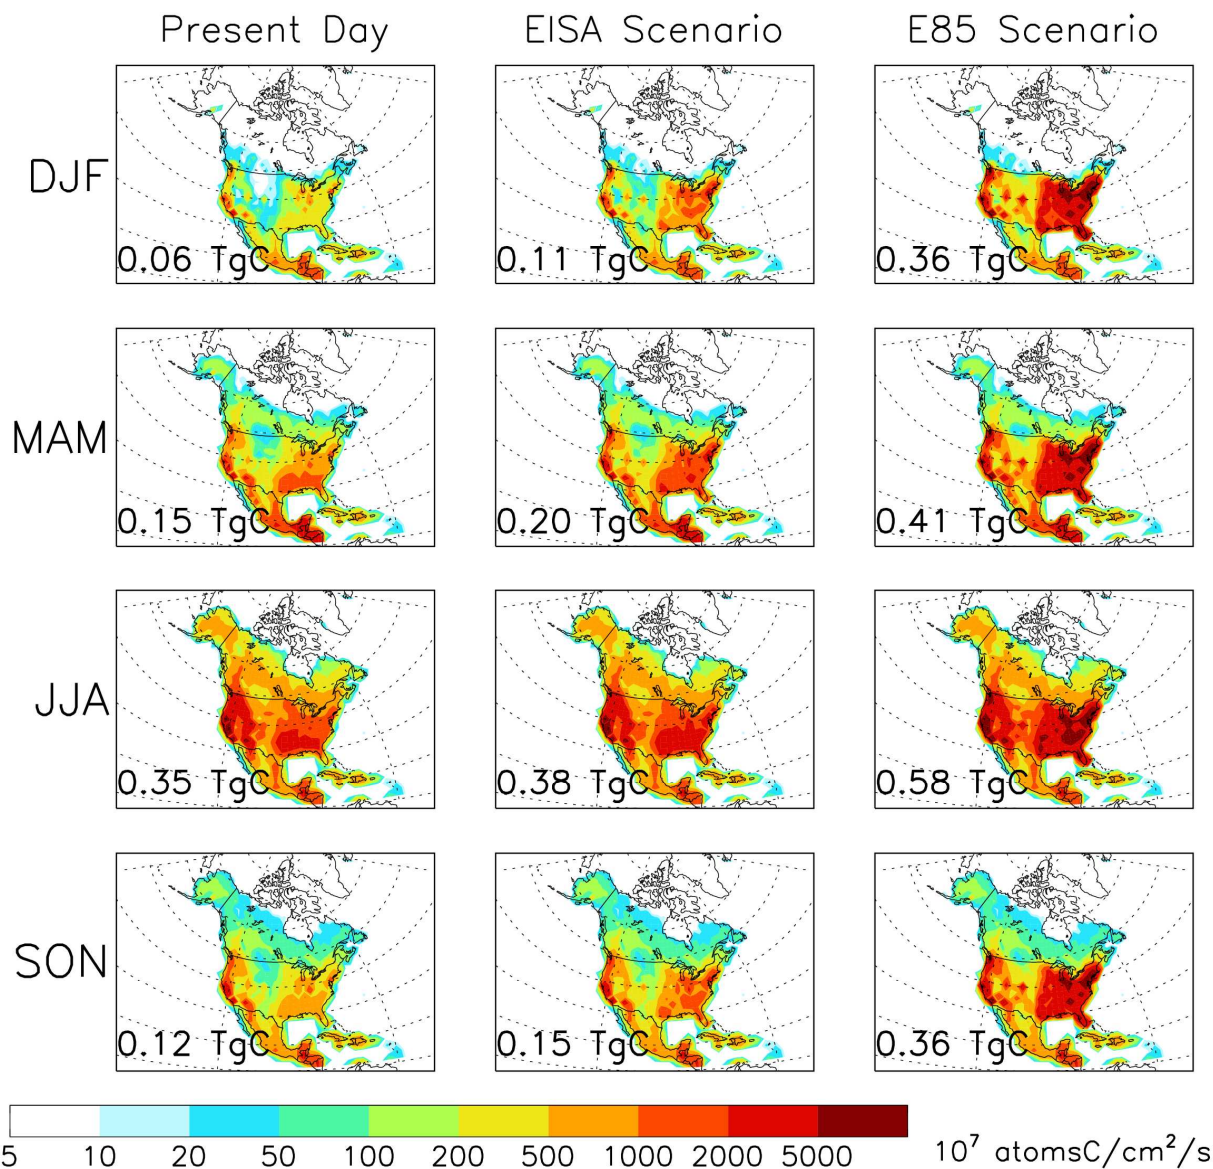 Present Day EISA Scenario E85 Scenario
DJF
0.06 TgC 0.11 TgC 0.36 TgC
MAM
0.15 TgC 0.20 TgC 0.41 TgC
JJA
0.35 TgC 0.38 TgC 0.58 TgC
SON
0.12 TgC 0.15 TgC 0.36 TgC
5 10 20 50 100 200 500 1000 2000 5000 10⁷ atomsC/cm²/s